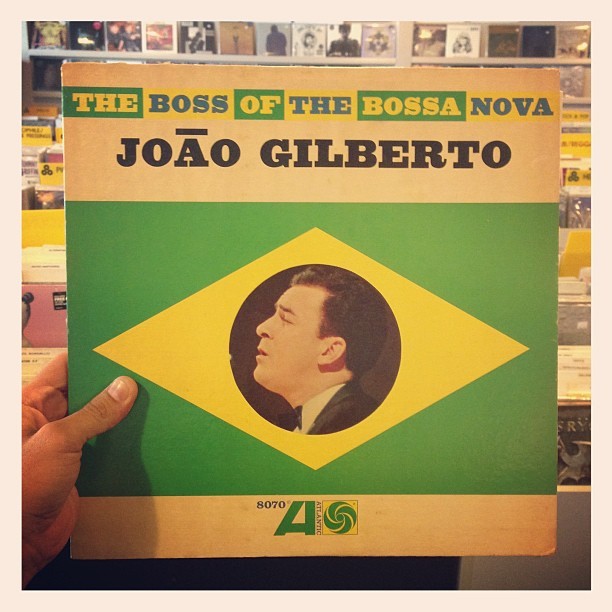 THE BOSS OF THE BOSSA NOVA
JOÃO GILBERTO
8070
ATLANTIC